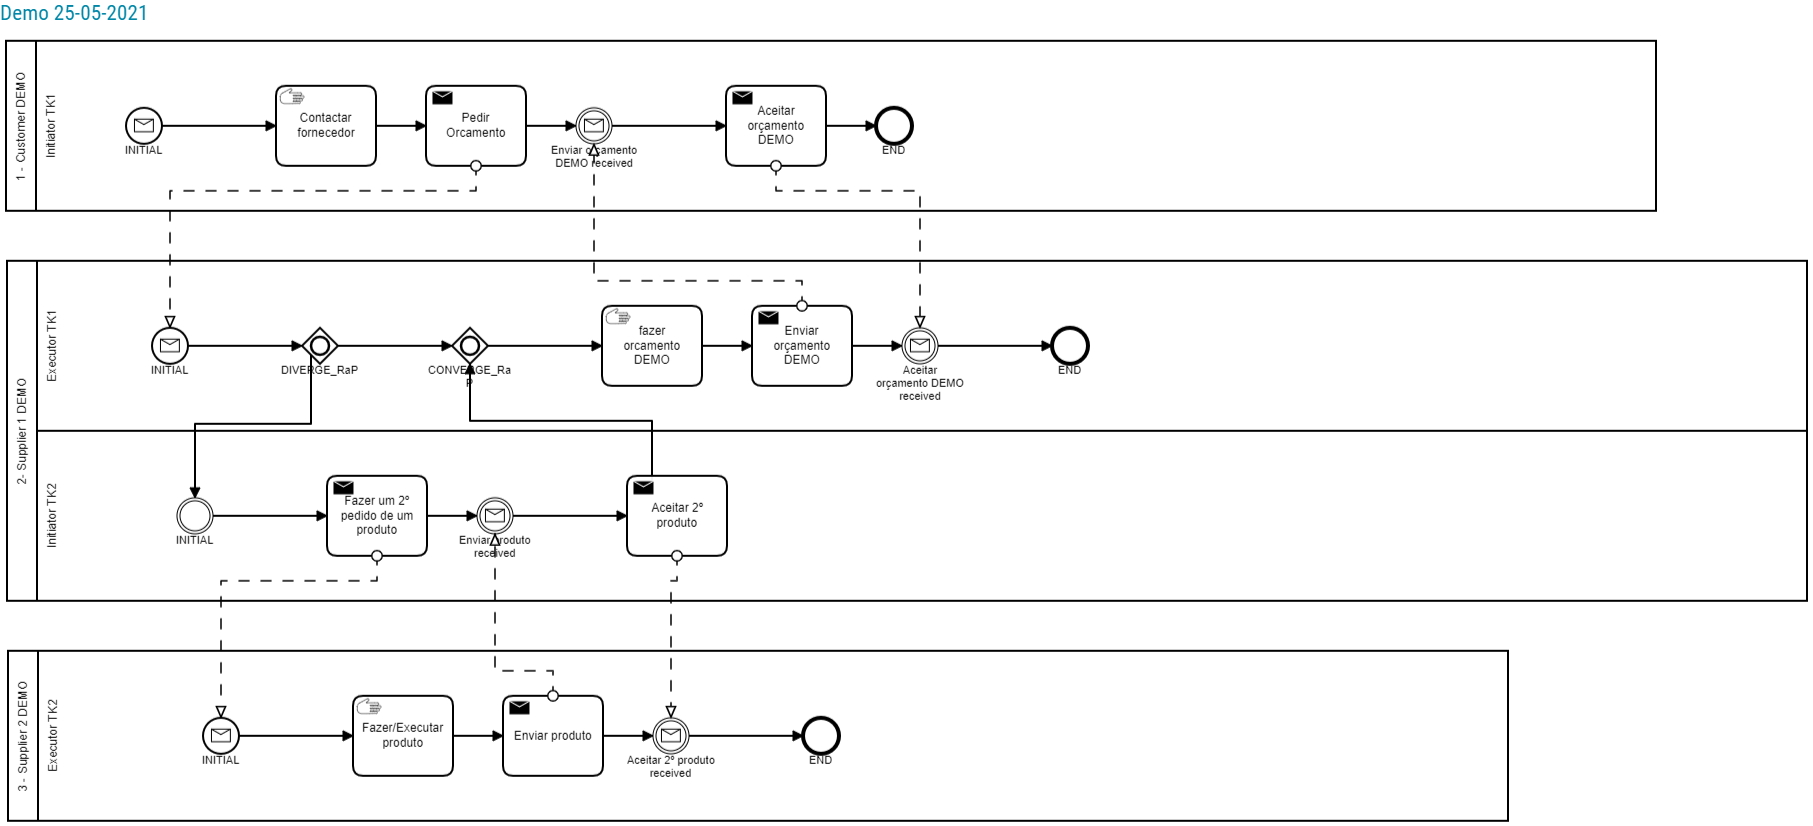 Demo 25-05-2021
1 - Customer DEMO
Initiator TK1
INITIAL
Contactar
fornecedor
Pedir
Orcamento
Enviar orçamento
DEMO received
Aceitar
orçamento
DEMO
END
2- Supplier 1 DEMO
Executor TK1
INITIAL
DIVERGE_RaP
CONVERGE_Ra
P
fazer
orcamento
DEMO
Enviar
orçamento
DEMO
Aceitar
orçamento DEMO
received
END
Initiator TK2
INITIAL
Fazer um 2º
pedido de um
produto
Enviar produto
received
Aceitar 2º
produto
3 - Supplier 2 DEMO
Executor TK2
INITIAL
Fazer/Executar
produto
Enviar produto
Aceitar 2º produto
received
END